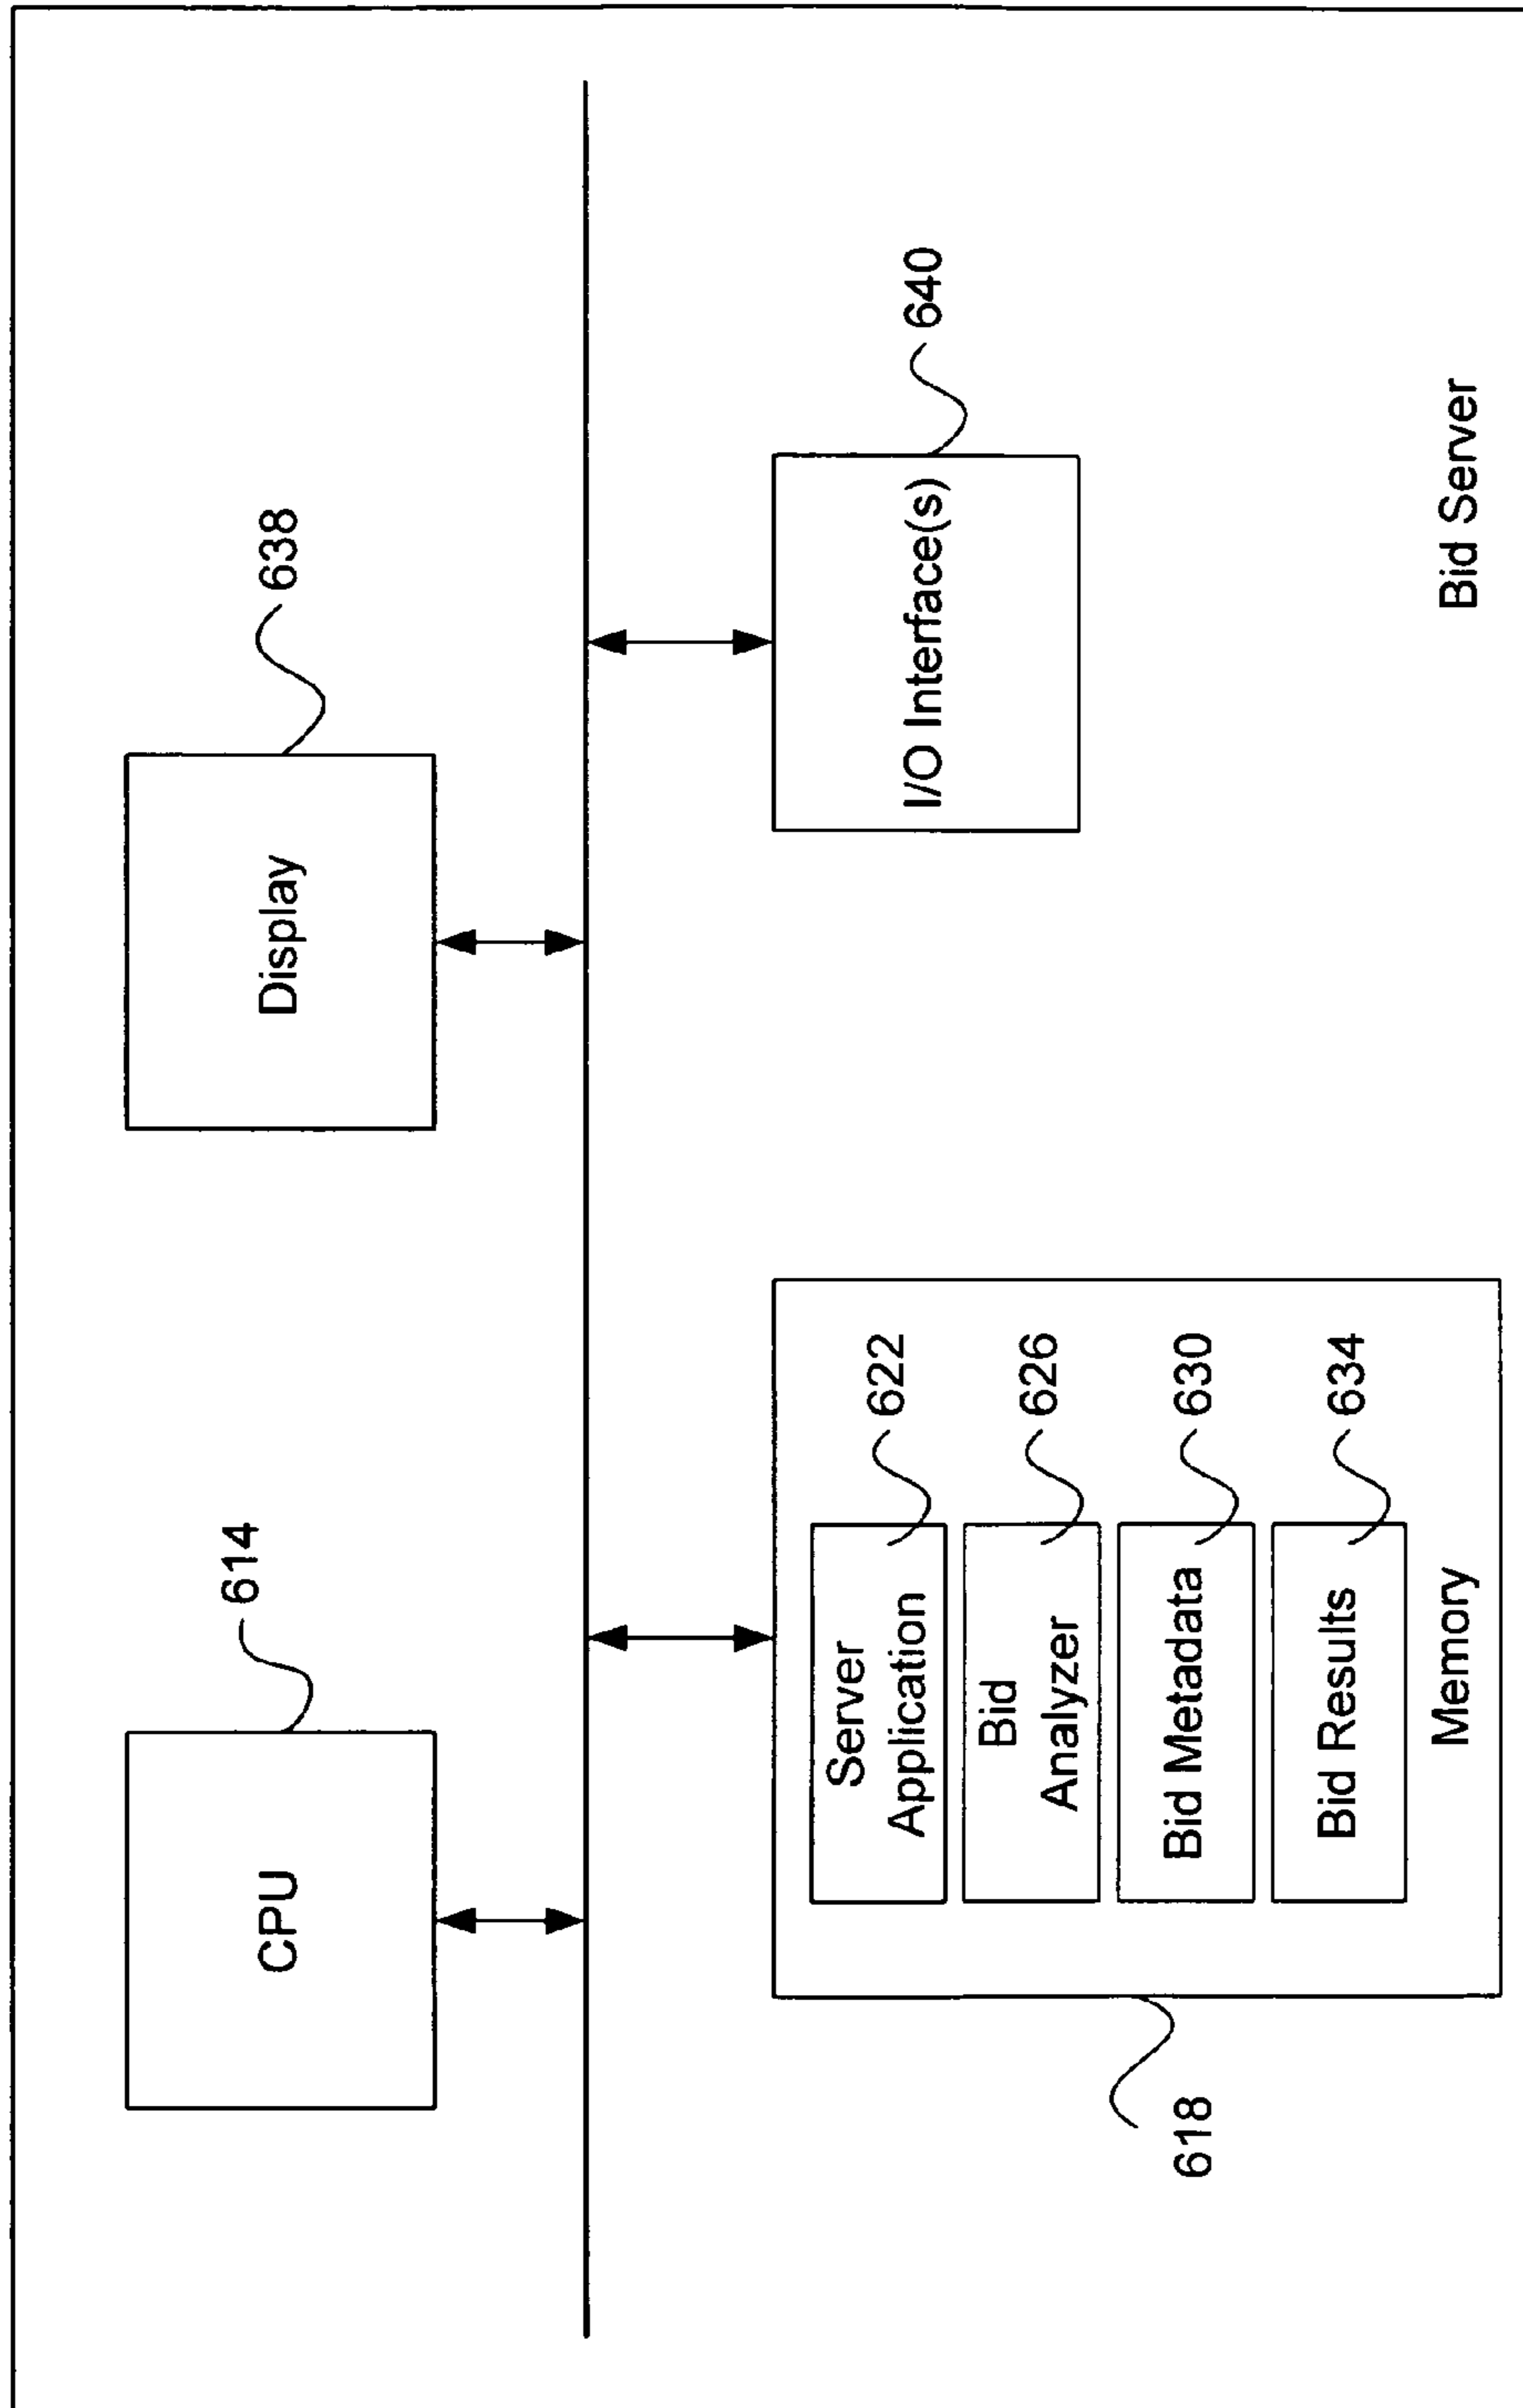 614
CPU
638
Display
Server
Application
622
Bid
Analyzer
626
Bid Metadata
630
Bid Results
634
Memory
618
I/O Interface(s)
640
Bid Server